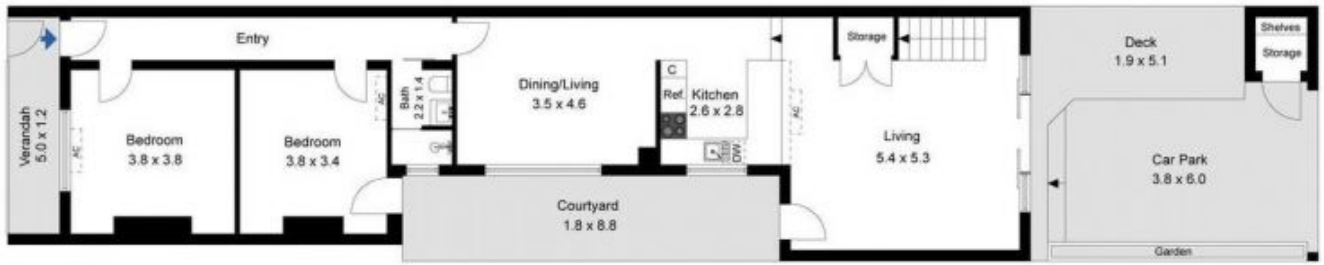 Verandah
5.0 x 1.2
Entry
AC
Bedroom
3.8 x 3.8
Bedroom
3.8 x 3.4
AC
Bath
2.2 x 1.4
Dining/Living
3.5 x 4.6
C
Ref.
Kitchen
2.6 x 2.8
DW
AC
Storage
Living
5.4 x 5.3
Courtyard
1.8 x 8.8
Deck
1.9 x 5.1
Shelves
Storage
Car Park
3.8 x 6.0
Garden